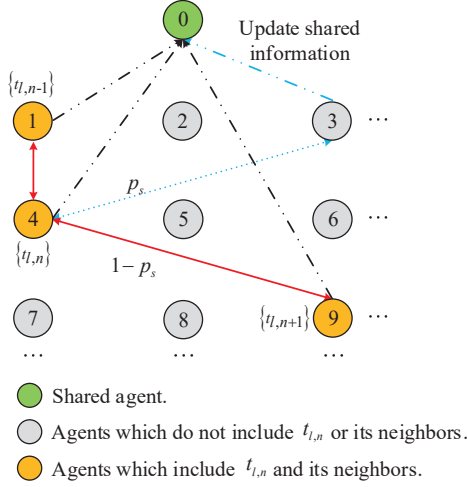 0
Update shared
information
{t_{l,n-1}}
1
2
3
...
p_s
4
5
6
...
{t_{l,n}}
1 − p_s
7
8
{t_{l,n+1}}
9
...
...
...
...
Shared agent.
Agents which do not include t_{l,n} or its neighbors.
Agents which include t_{l,n} and its neighbors.